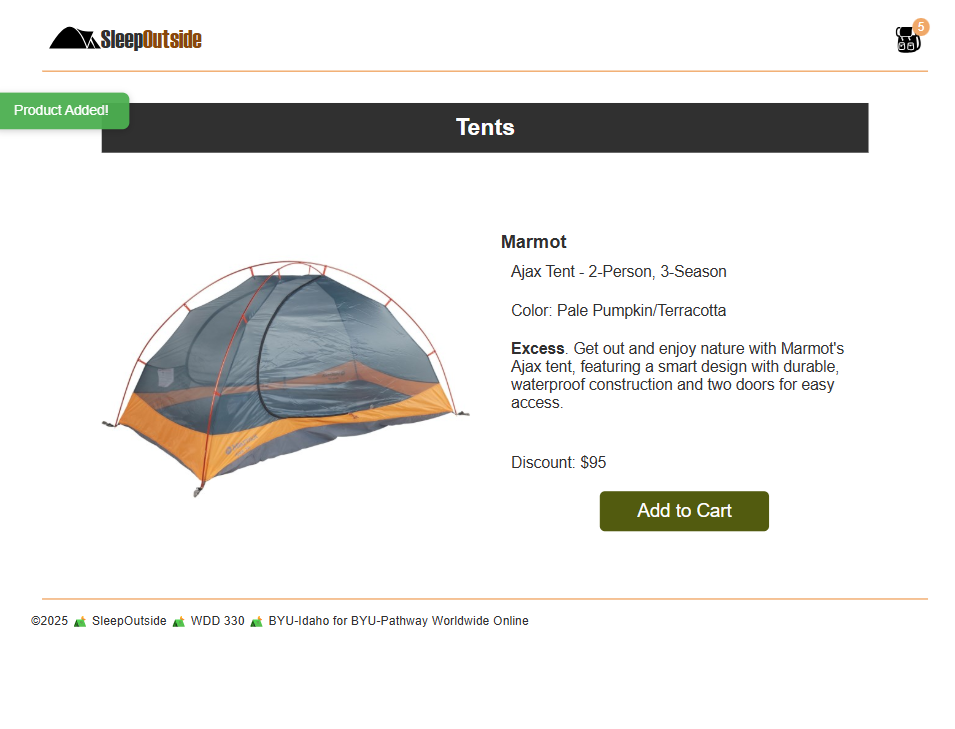 SleepOutside
5
Product Added!
Tents
Marmot
Ajax Tent - 2-Person, 3-Season
Color: Pale Pumpkin/Terracotta
Excess. Get out and enjoy nature with Marmot's
Ajax tent, featuring a smart design with durable,
waterproof construction and two doors for easy
access.
Discount: $95
Add to Cart
©2025 SleepOutside WDD 330 BYU-Idaho for BYU-Pathway Worldwide Online